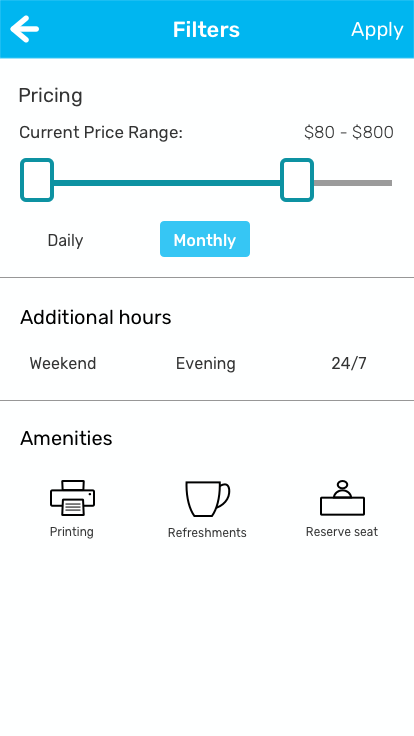 Filters
Apply
Pricing
Current Price Range: $80 - $800
Daily Monthly
Additional hours
Weekend Evening 24/7
Amenities
Printing Refreshments Reserve seat